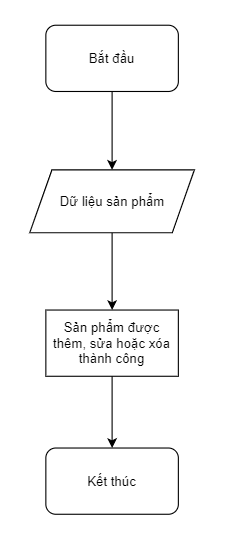 Bắt đầu
Dữ liệu sản phẩm
Sản phẩm được
thêm, sửa hoặc xóa
thành công
Kết thúc